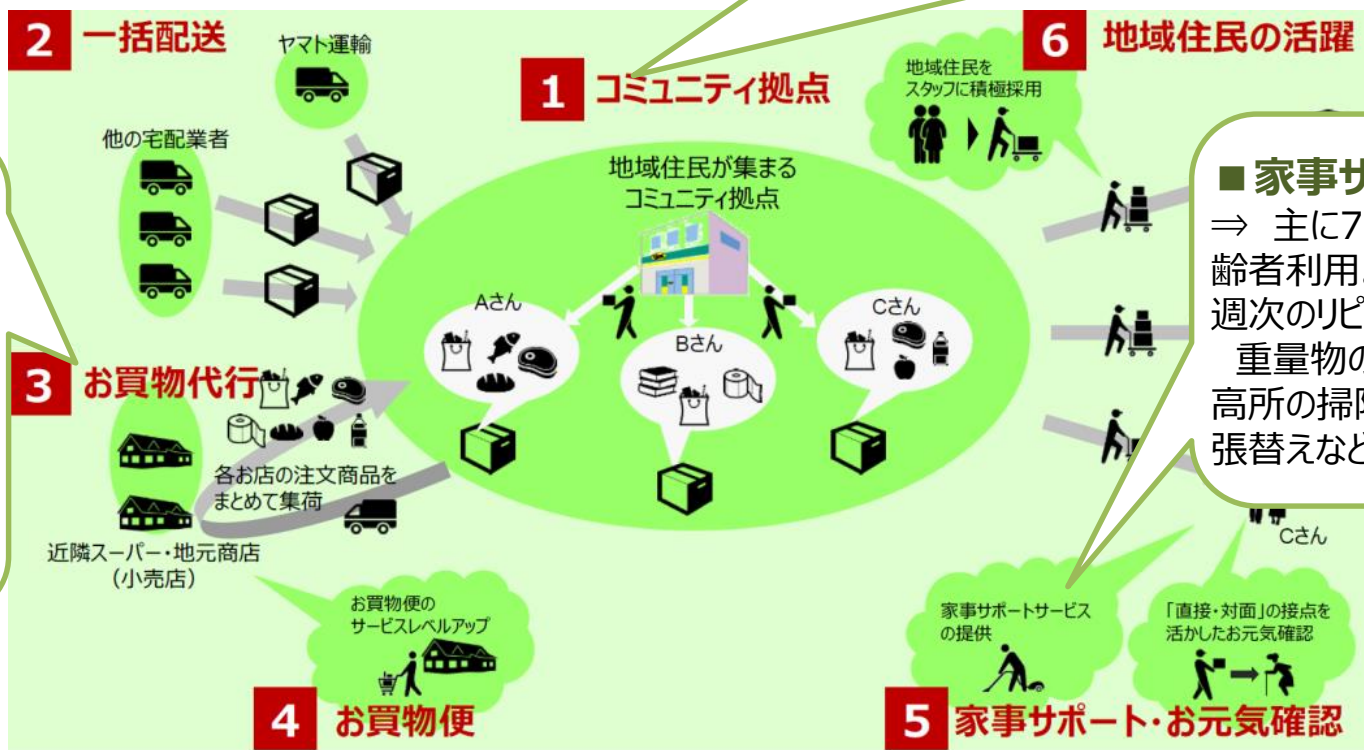 2 一括配送
ヤマト運輸
他の宅配業者
1 コミュニティ拠点
地域住民が集まる
コミュニティ拠点
Aさん
Bさん
Cさん
6 地域住民の活躍
地域住民を
スタッフに積極採用
■家事サ
⇒ 主に7
齢者利用
週次のリピ
重量物の
高所の掃除
張替えなど
3 お買物代行
各お店の注文商品を
まとめて集荷
近隣スーパー・地元商店
(小売店)
お買物便の
サービスレベルアップ
4 お買物便
Cさん
家事サポートサービス
の提供
「直接・対面」の接点を
活かしたお元気確認
5 家事サポート・お元気確認